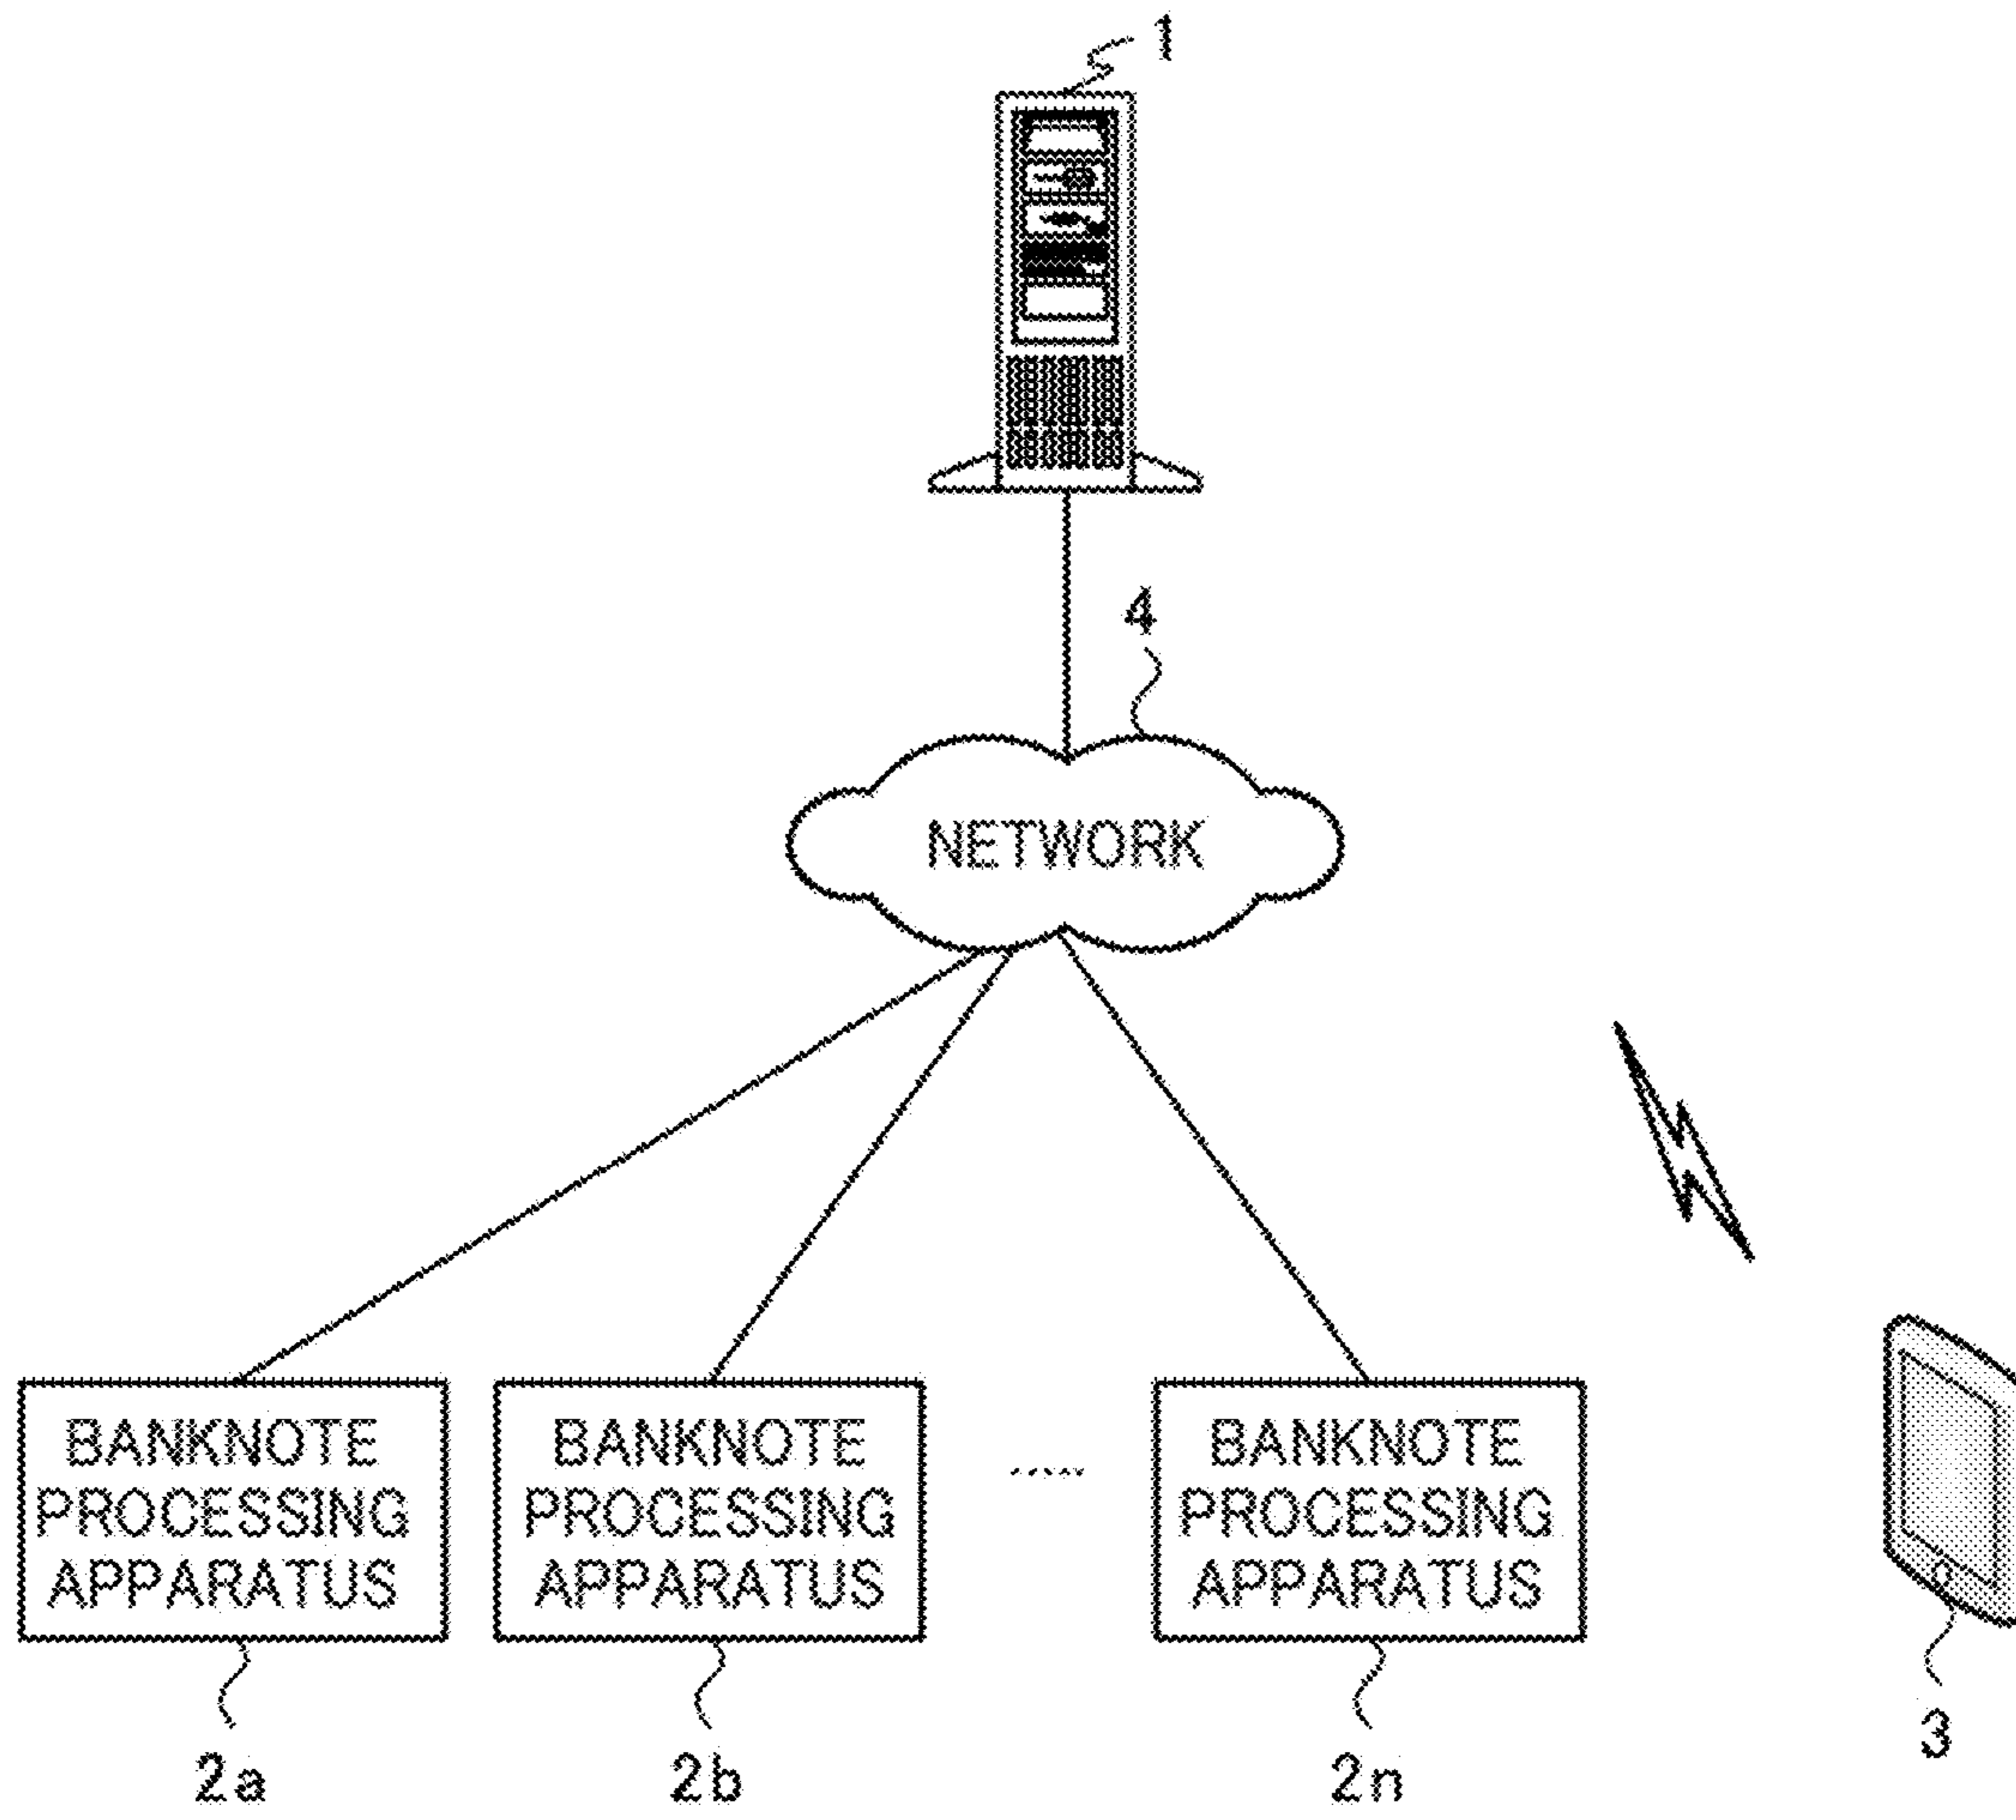 1
4
NETWORK
BANKNOTE
PROCESSING
APPARATUS
BANKNOTE
PROCESSING
APPARATUS
.....
BANKNOTE
PROCESSING
APPARATUS
2a
2b
2n
3